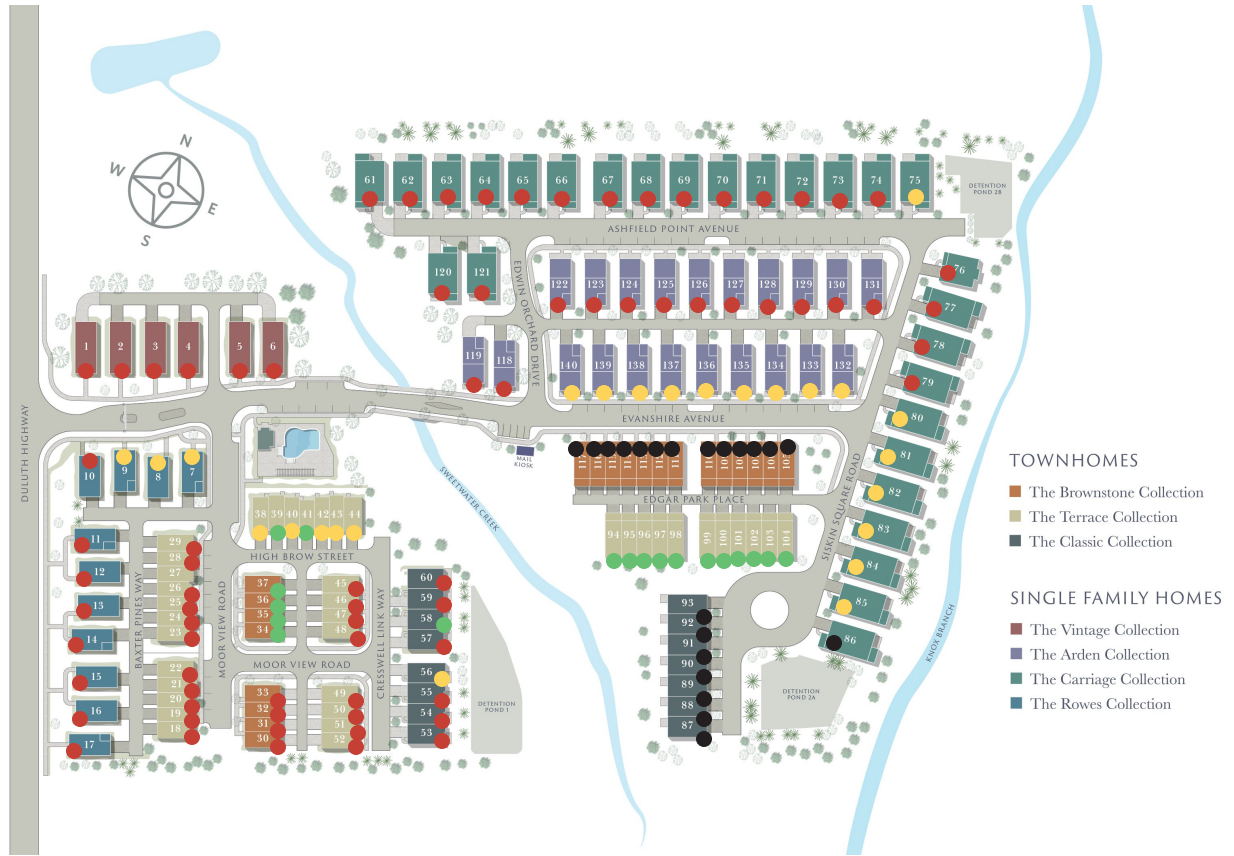 N
W
E
S
61 62 63 64 65 66 67 68 69 70 71 72 73 74 75
DETENTION
POND 2B
ASHFIELD POINT AVENUE
120 121
EDWIN ORCHARD DRIVE
122 123 124 125 126 127 128 129 130 131
76
77
78
79
80
81
82
83
84
85
86
1 2 3 4 5 6
119 118
140 139 138 137 136 135 134 133 132
EVANSHIRE AVENUE
DULUTH HIGHWAY
MAIL
KIOSK
SWEETWATER CREEK
EDGAR PARK PLACE
SISKIN SQUARE ROAD
KNOX BRANCH
10 9 8 7
38 39 40 41 42 43 44
HIGH BROW STREET
94 95 96 97 98 99 100 101 102 103 104
11
12
13
14
15
16
17
BAXTER PINES WAY
29
28
27
26
25
24
23
22
21
20
19
18
MOOR VIEW ROAD
37
36
35
34
45
46
47
48
MOOR VIEW ROAD
33
32
31
30
49
50
51
52
CRESSWELL LINK WAY
60
59
58
57
56
55
54
53
DETENTION
POND 1
93
92
91
90
89
88
87
DETENTION
POND 2A
TOWNHOMES
The Brownstone Collection
The Terrace Collection
The Classic Collection
SINGLE FAMILY HOMES
The Vintage Collection
The Arden Collection
The Carriage Collection
The Rowes Collection